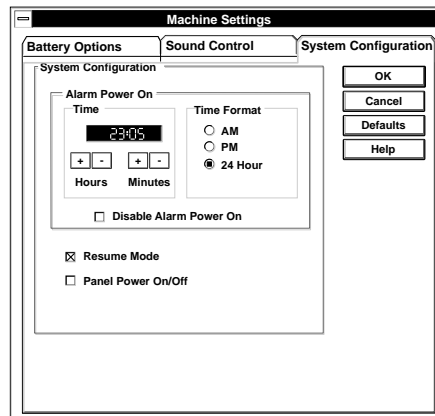 Machine Settings
Battery Options
Sound Control
System Configuration
System Configuration
Alarm Power On
Time
23:05
+ - + -
Hours Minutes
Time Format
AM
PM
24 Hour
Disable Alarm Power On
Resume Mode
Panel Power On/Off
OK
Cancel
Defaults
Help